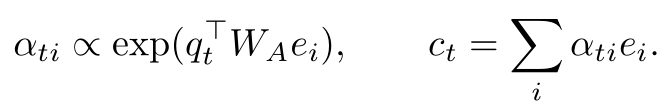 α_{ti} ∝ exp(q_t^⊤ W_A e_i),  c_t = ∑_i α_{ti} e_i.